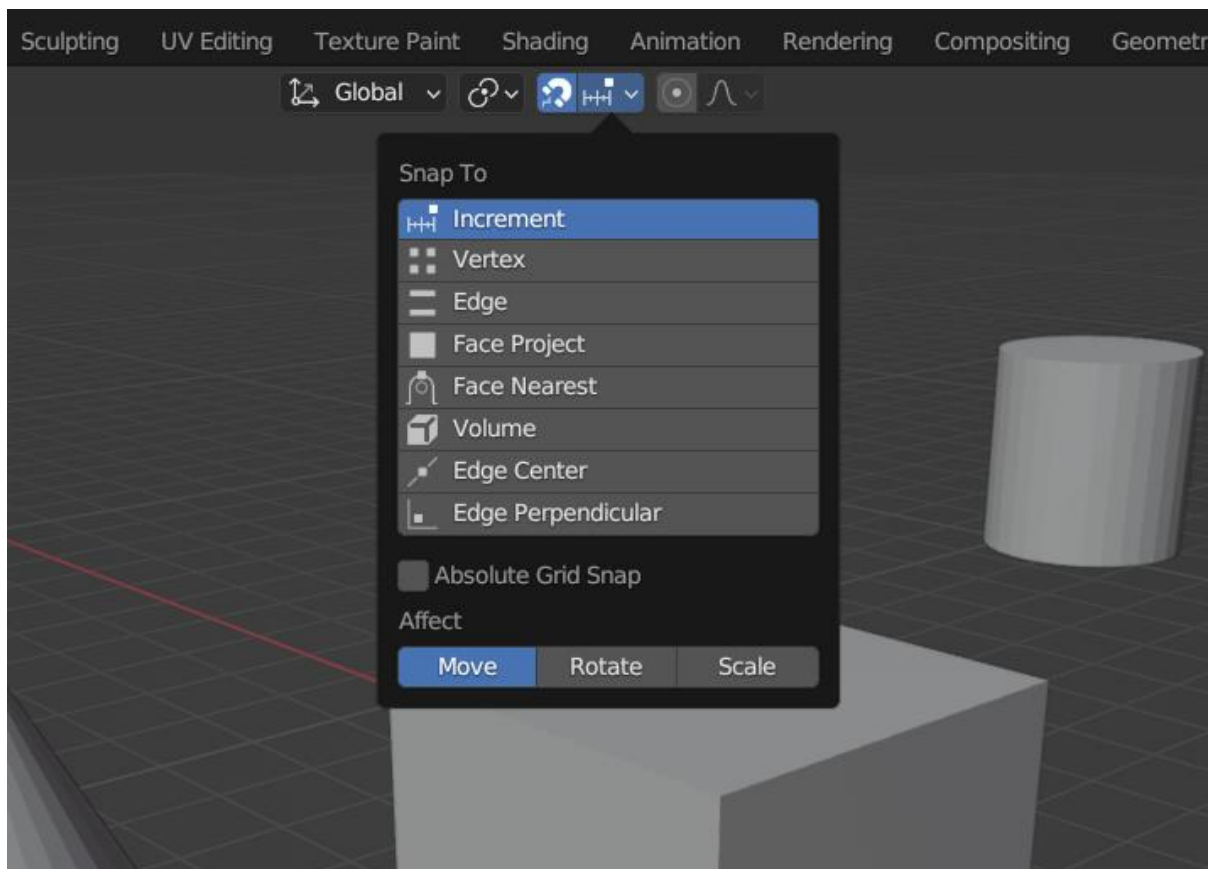 Sculpting UV Editing Texture Paint Shading Animation Rendering Compositing Geometr
Global
Snap To
Increment
Vertex
Edge
Face Project
Face Nearest
Volume
Edge Center
Edge Perpendicular
Absolute Grid Snap
Affect
Move Rotate Scale